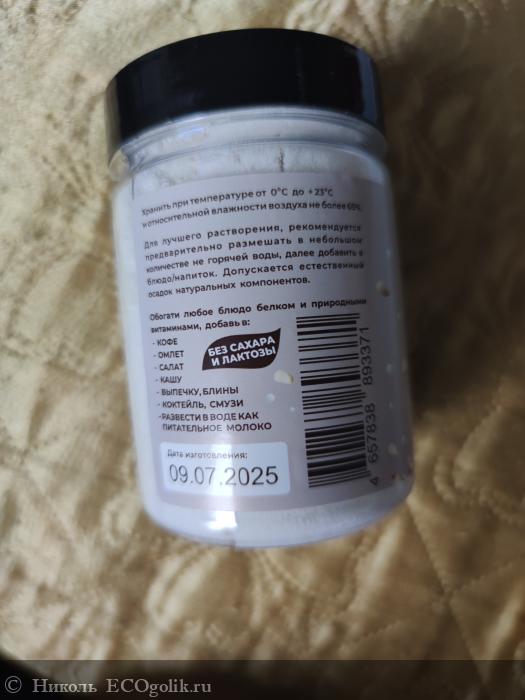 Хранить при температуре от 0°С до +23°С
и относительной влажности воздуха не более 65%.
Для лучшего растворения, рекомендуется
предварительно размешать в небольшом
количестве не горячей воды, далее добавить в
блюдо/напиток. Допускается естественный
осадок натуральных компонентов.
Обогати любое блюдо белком и природными
витаминами, добавь в:
- КОФЕ
- ОМЛЕТ
- САЛАТ
- КАШУ
- ВЫПЕЧКУ, БЛИНЫ
- КОКТЕЙЛЬ, СМУЗИ
-РАЗВЕСТИ В ВОДЕ КАК
ПИТАТЕЛЬНОЕ МОЛОКО
БЕЗ САХАРА
И ЛАКТОЗЫ
Дата изготовления:
09.07.2025
4 657838 893371
© Николь ECOgolik.ru